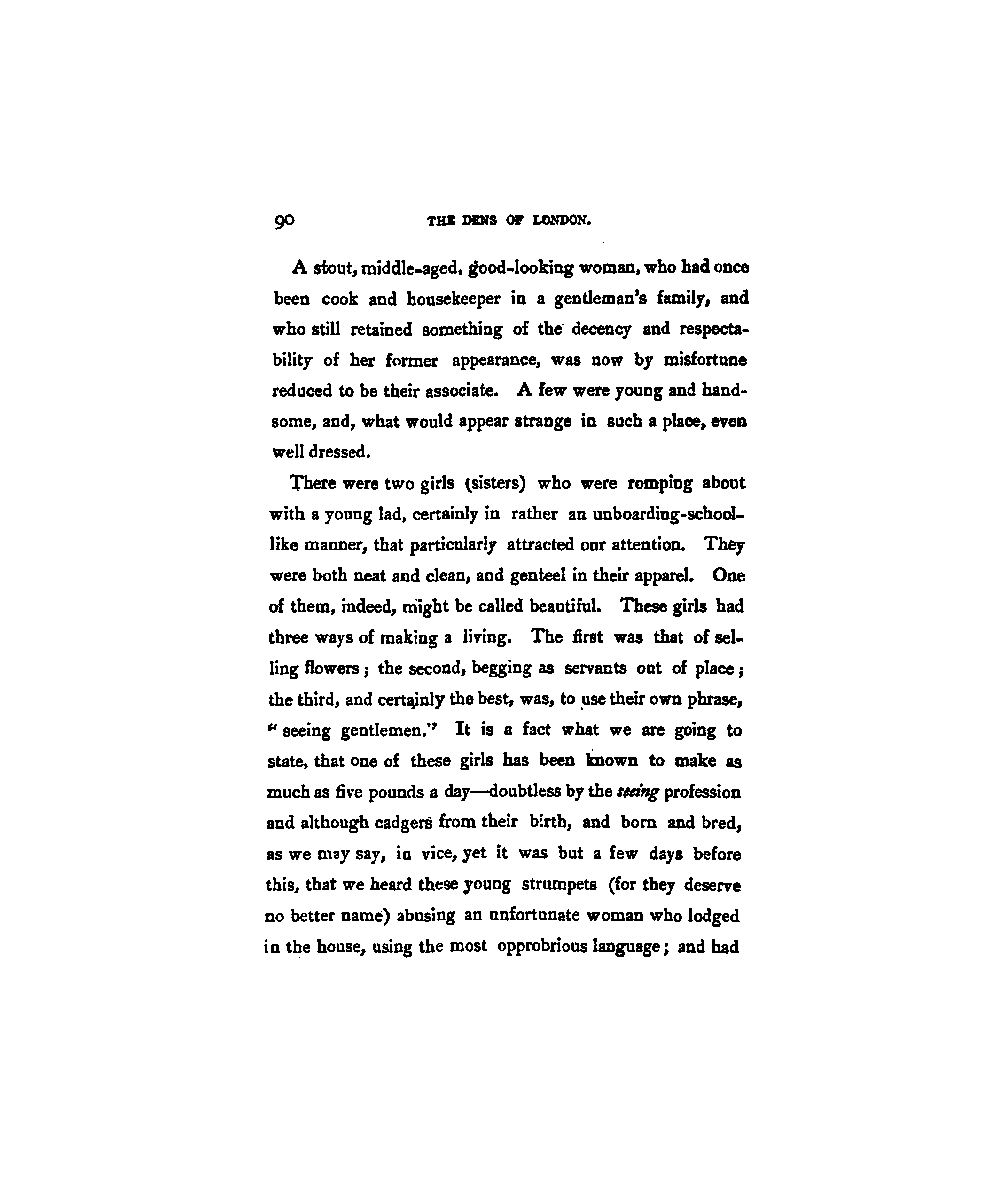 90 THE DENS OF LONDON.
A stout, middle-aged, good-looking woman, who had once
been cook and housekeeper in a gentleman's family, and
who still retained something of the decency and respecta-
bility of her former appearance, was now by misfortune
reduced to be their associate. A few were young and hand-
some, and, what would appear strange in such a place, even
well dressed.
There were two girls (sisters) who were romping about
with a young lad, certainly in rather an unboarding-school-
like manner, that particularly attracted our attention. They
were both neat and clean, and genteel in their apparel. One
of them, indeed, might be called beautiful. These girls had
three ways of making a living. The first was that of sel-
ling flowers; the second, begging as servants out of place;
the third, and certainly the best, was, to use their own phrase,
"seeing gentlemen." It is a fact what we are going to
state, that one of these girls has been known to make as
much as five pounds a day—doubtless by the seeing profession
and although cadgers from their birth, and born and bred,
as we may say, in vice, yet it was but a few days before
this, that we heard these young strumpets (for they deserve
no better name) abusing an unfortunate woman who lodged
in the house, using the most opprobrious language; and had